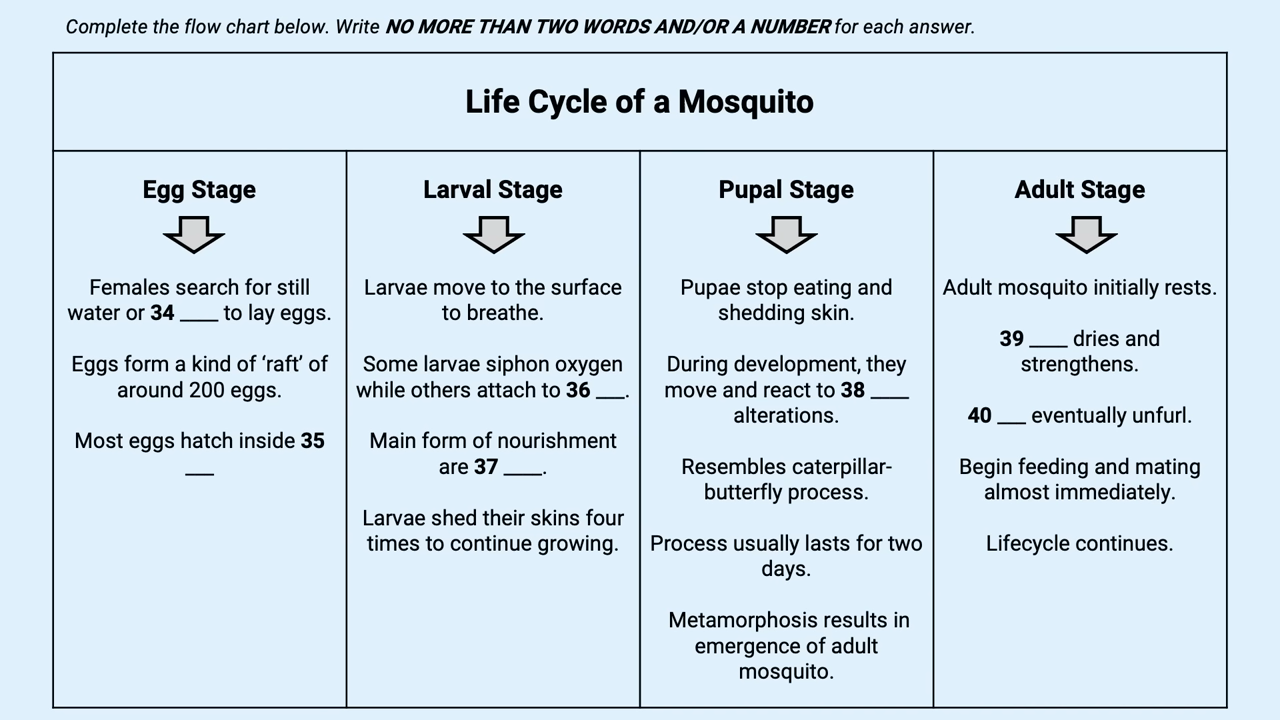 Complete the flow chart below. Write NO MORE THAN TWO WORDS AND/OR A NUMBER for each answer.
Life Cycle of a Mosquito
Egg Stage
Females search for still
water or 34 ____ to lay eggs.
Eggs form a kind of ‘raft’ of
around 200 eggs.
Most eggs hatch inside 35
___
Larval Stage
Larvae move to the surface
to breathe.
Some larvae siphon oxygen
while others attach to 36 ___.
Main form of nourishment
are 37 ____.
Larvae shed their skins four
times to continue growing.
Pupal Stage
Pupae stop eating and
shedding skin.
During development, they
move and react to 38 ____
alterations.
Resembles caterpillar-
butterfly process.
Process usually lasts for two
days.
Metamorphosis results in
emergence of adult
mosquito.
Adult Stage
Adult mosquito initially rests.
39 ____ dries and
strengthens.
40 ___ eventually unfurl.
Begin feeding and mating
almost immediately.
Lifecycle continues.